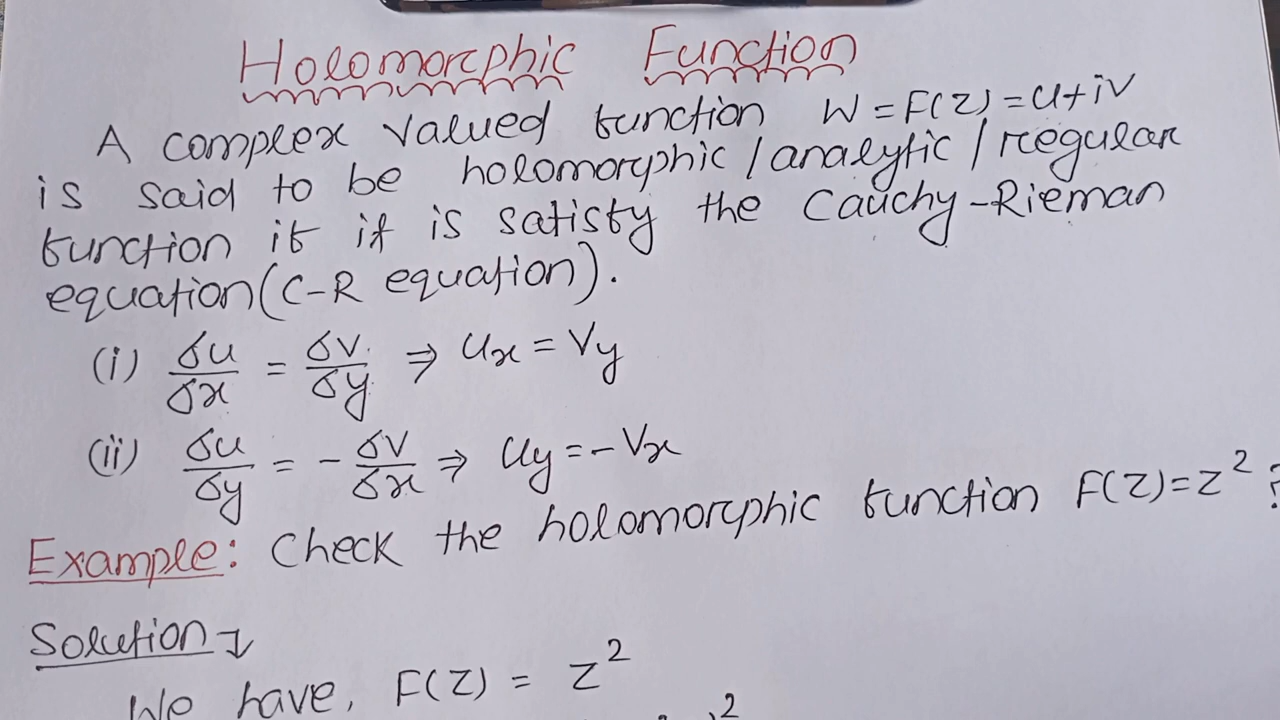 Holomorphic Function
A complex valued function W = F(Z) = u+iv
is said to be holomorphic/analytic/regular
function if it is satisfy the Cauchy-Rieman
equation(C-R equation).
(i) δu/δx = δv/δy ⇒ ux = Vy
(ii) δu/δy = - δv/δx ⇒ uy = - Vx
Example: Check the holomorphic function F(Z)=Z²?
Solution↴
We have, F(Z) = Z²